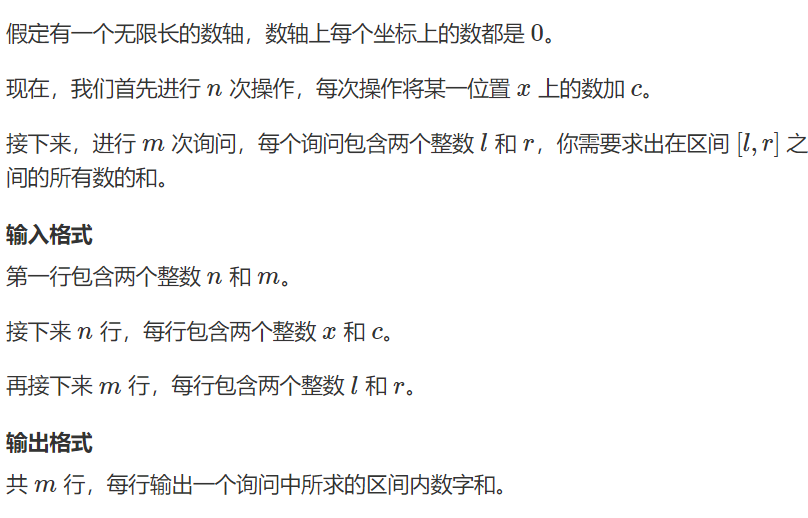 假定有一个无限长的数轴，数轴上每个坐标上的数都是 0。
现在，我们首先进行 n 次操作，每次操作将某一位置 x 上的数加 c。
接下来，进行 m 次询问，每个询问包含两个整数 l 和 r，你需要求出在区间 [l, r] 之
间的所有数的和。
输入格式
第一行包含两个整数 n 和 m。
接下来 n 行，每行包含两个整数 x 和 c。
再接下来 m 行，每行包含两个整数 l 和 r。
输出格式
共 m 行，每行输出一个询问中所求的区间内数字和。